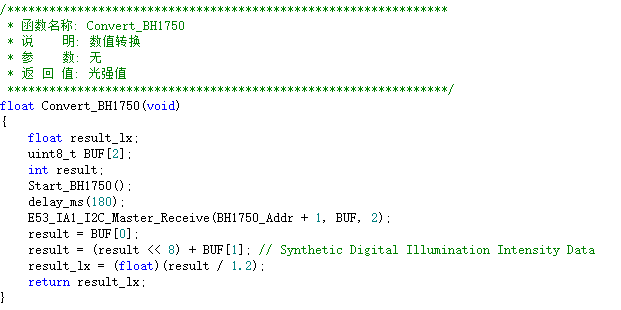 /***************************************************************
 * 函数名称: Convert_BH1750
 * 说    明: 数值转换
 * 参    数: 无
 * 返 回 值: 光强值
 ***************************************************************/
float Convert_BH1750(void)
{
    float result_lx;
    uint8_t BUF[2];
    int result;
    Start_BH1750();
    delay_ms(180);
    E53_IA1_I2C_Master_Receive(BH1750_Addr + 1, BUF, 2);
    result = BUF[0];
    result = (result << 8) + BUF[1]; // Synthetic Digital Illumination Intensity Data
    result_lx = (float)(result / 1.2);
    return result_lx;
}